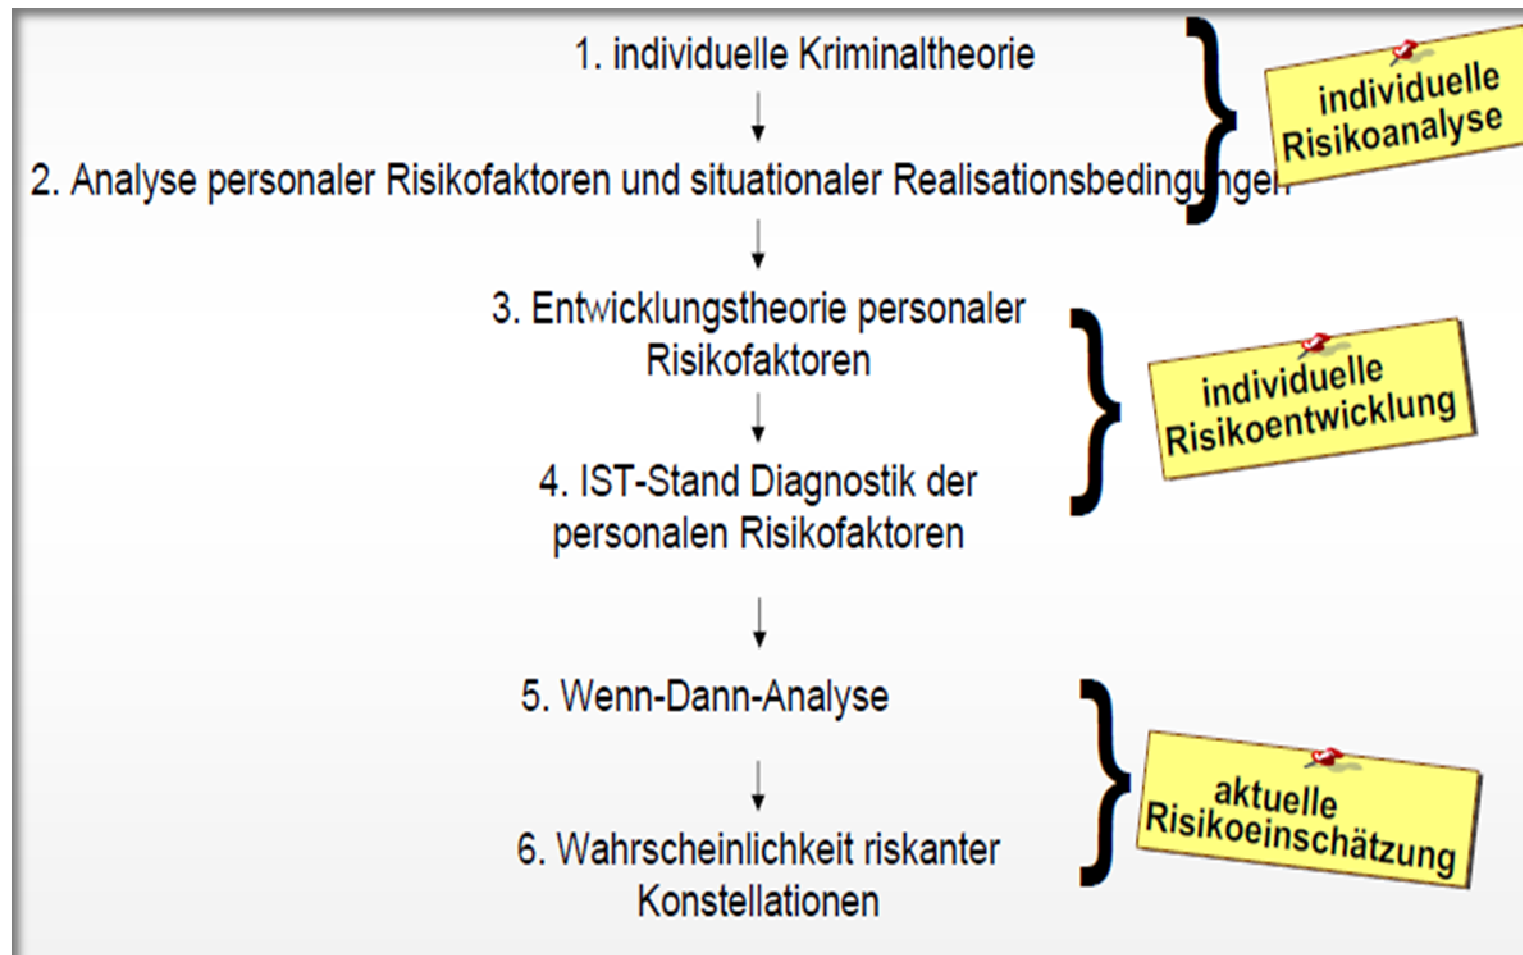 1. individuelle Kriminaltheorie
individuelle
Risikoanalyse
2. Analyse personaler Risikofaktoren und situationaler Realisationsbedingungen
3. Entwicklungstheorie personaler
Risikofaktoren
individuelle
Risikoentwicklung
4. IST-Stand Diagnostik der
personalen Risikofaktoren
5. Wenn-Dann-Analyse
aktuelle
Risikoeinschätzung
6. Wahrscheinlichkeit riskanter
Konstellationen